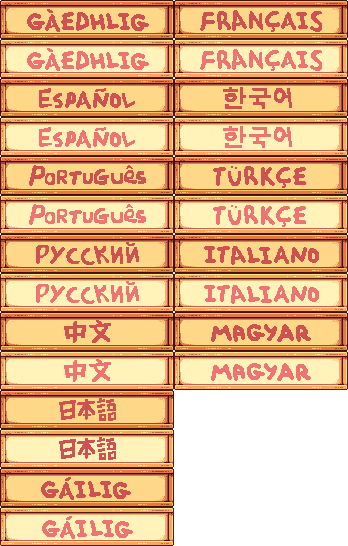 GÀEDHLIG
GÀEDHLIG
ESPAÑOL
ESPAÑOL
PORTUGUÊS
PORTUGUÊS
РУССКИЙ
РУССКИЙ
中文
中文
日本語
日本語
GÁILIG
GÁILIG
FRANÇAIS
FRANÇAIS
한국어
한국어
TÜRKÇE
TÜRKÇE
ITALIANO
ITALIANO
MAGYAR
MAGYAR